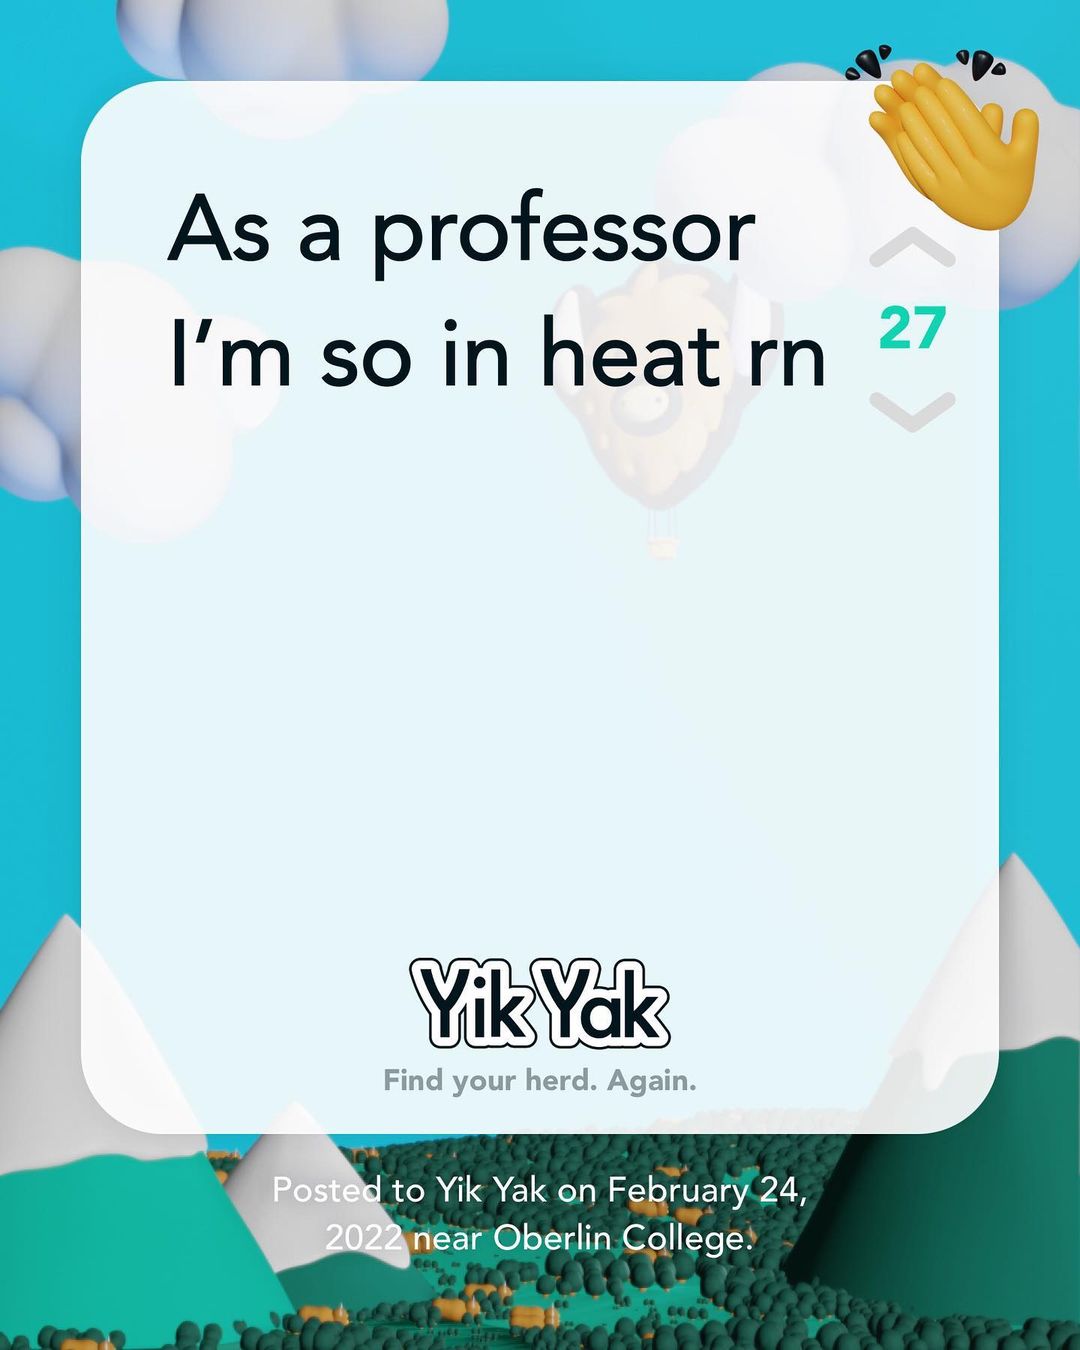 As a professor
I’m so in heat rn
27
Yik Yak
Find your herd. Again.
Posted to Yik Yak on February 24,
2022 near Oberlin College.